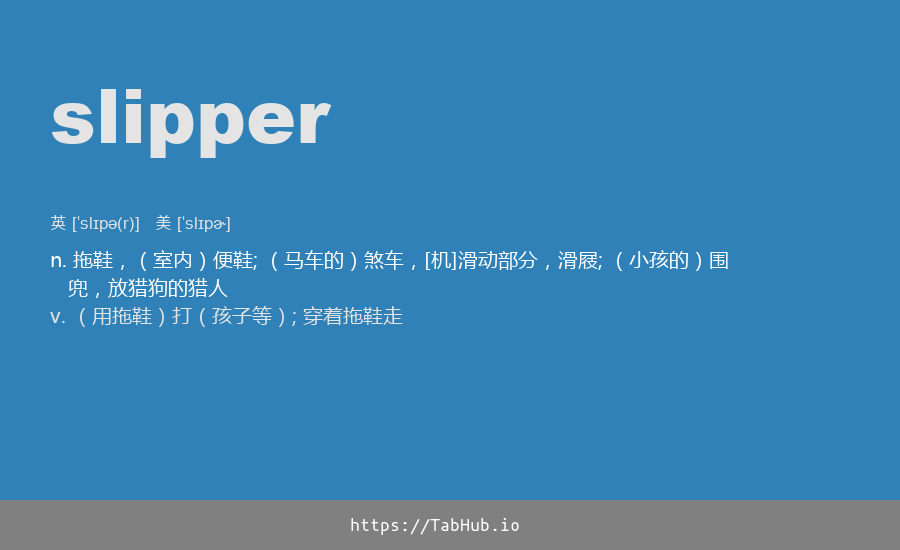 slipper
英 [ˈslɪpə(r)] 美 [ˈslɪpɚ]
n. 拖鞋，（室内）便鞋; （马车的）煞车，[机]滑动部分，滑屐; （小孩的）围
兜，放猎狗的猎人
v. （用拖鞋）打（孩子等）; 穿着拖鞋走
https://TabHub.io